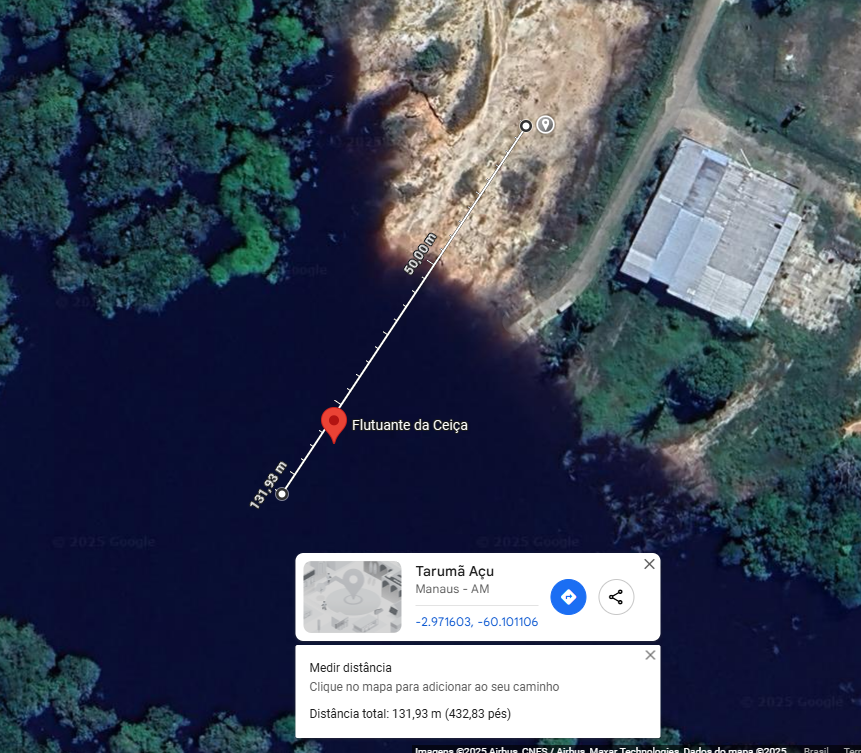 50,00 m
Flutuante da Ceiça
131,93 m
© 2025 Google
© 2025 Google
Tarumã Açu
Manaus - AM
-2.971603, -60.101106
Medir distância
Clique no mapa para adicionar ao seu caminho
Distância total: 131,93 m (432,83 pés)
© 2025 Google
Imagens ©2025 Airbus, CNES / Airbus, Maxar Technologies, Dados do mapa ©2025 Brasil